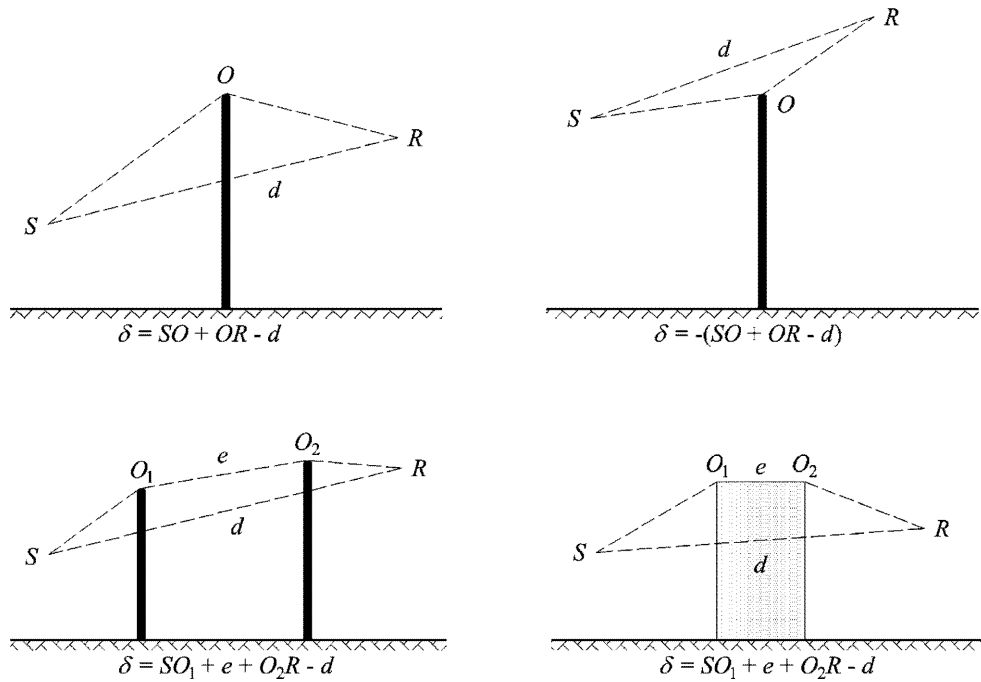 O
S
R
d
δ = SO + OR - d
R
d
S
O
δ = -(SO + OR - d)
O₁
e
O₂
R
S
d
δ = SO₁ + e + O₂R - d
O₁
e
O₂
S
R
d
δ = SO₁ + e + O₂R - d